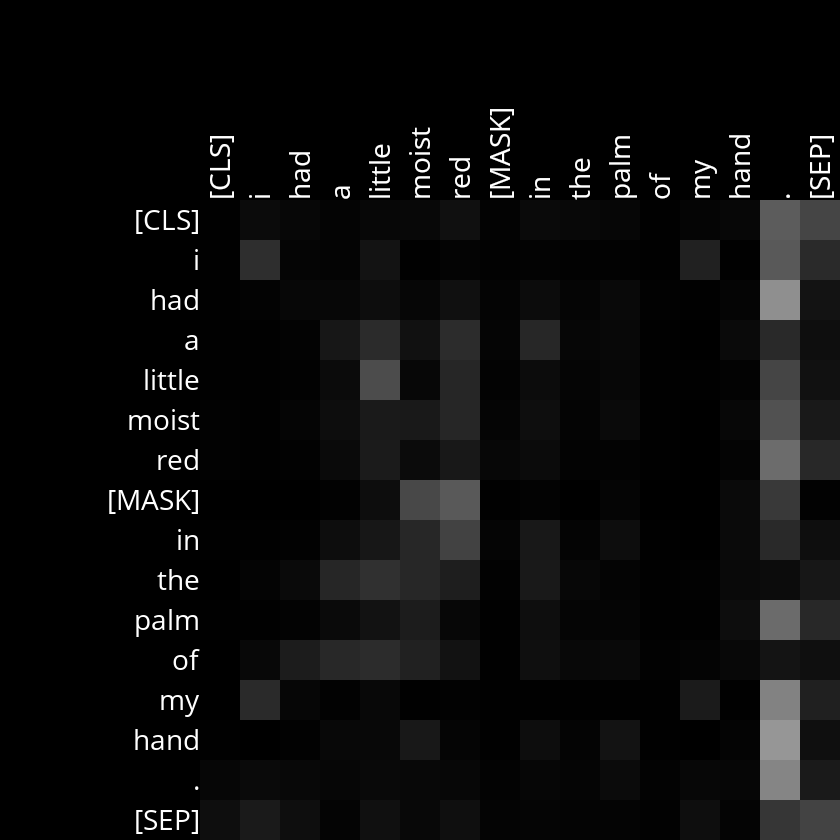 [CLS] i had a little moist red [MASK] in the palm of my hand . [SEP]
[CLS]
i
had
a
little
moist
red
[MASK]
in
the
palm
of
my
hand
.
[SEP]